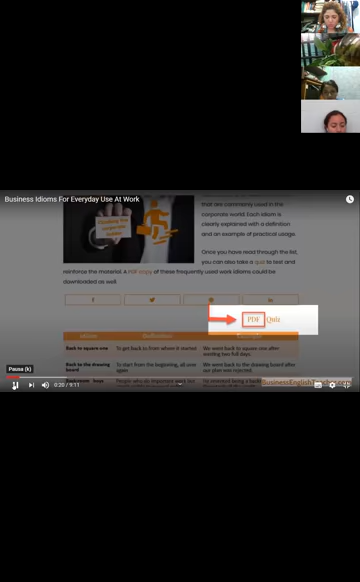 Business Idioms For Everyday Use At Work
that are commonly used in the
corporate world. Each idiom is
clearly explained with a definition
and an example of practical usage.
Climbing the
corporate
ladder
Once you have read through the list,
you can also take a quiz to test and
reinforce the material. A PDF copy of these frequently used work idioms could be
downloaded as well.
PDF Quiz
Idiom Definition Example
Back to square one To get back to from where it started We went back to square one after
wasting two full days.
Back to the drawing
board To start from the beginning, all over
again We went back to the drawing board after
our plan was rejected.
Pausa (k)
0:20 / 9:11